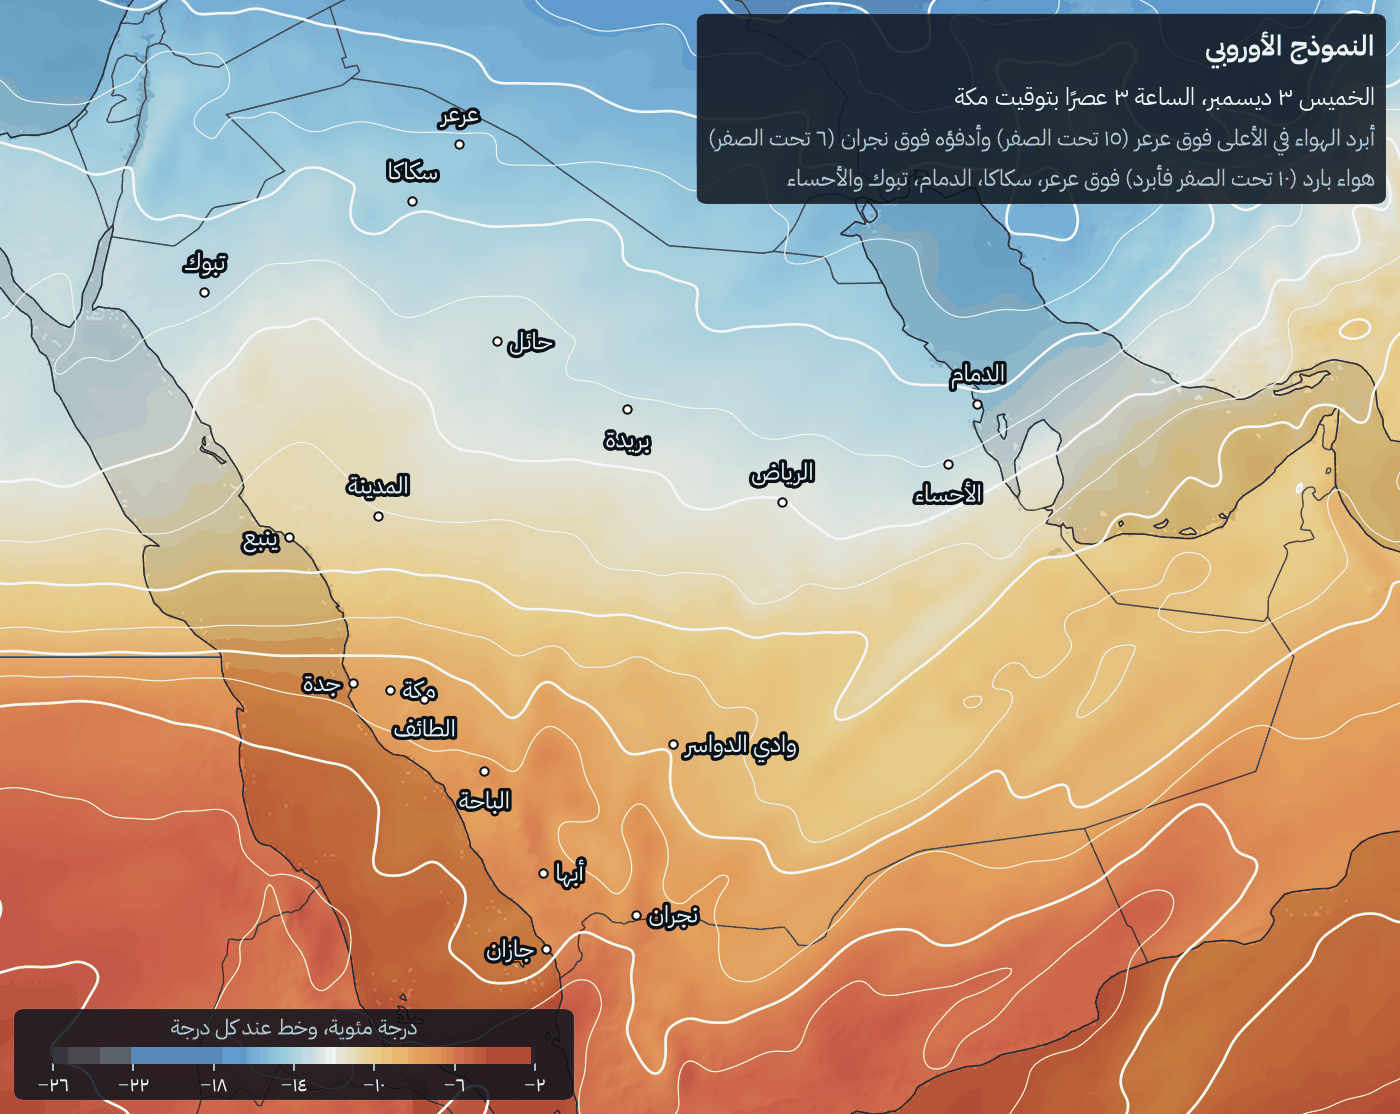 النموذج الأوروبي
الخميس ٣ ديسمبر، الساعة ٣ عصرًا بتوقيت مكة
أبرد الهواء في الأعلى فوق عرعر (١٥ تحت الصفر) وأدفؤه فوق نجران (٦ تحت الصفر)
هواء بارد (١٠ تحت الصفر فأبرد) فوق عرعر، سكاكا، الدمام، تبوك والأحساء
عرعر
سكاكا
تبوك
حائل
الدمام
بريدة
الرياض
الأحساء
المدينة
ينبع
جدة
مكة
الطائف
وادي الدواسر
الباحة
أبها
نجران
جازان
درجة مئوية، وخط عند كل درجة
−٢٦ −٢٢ −١٨ −١٤ −١٠ −٦ −٢